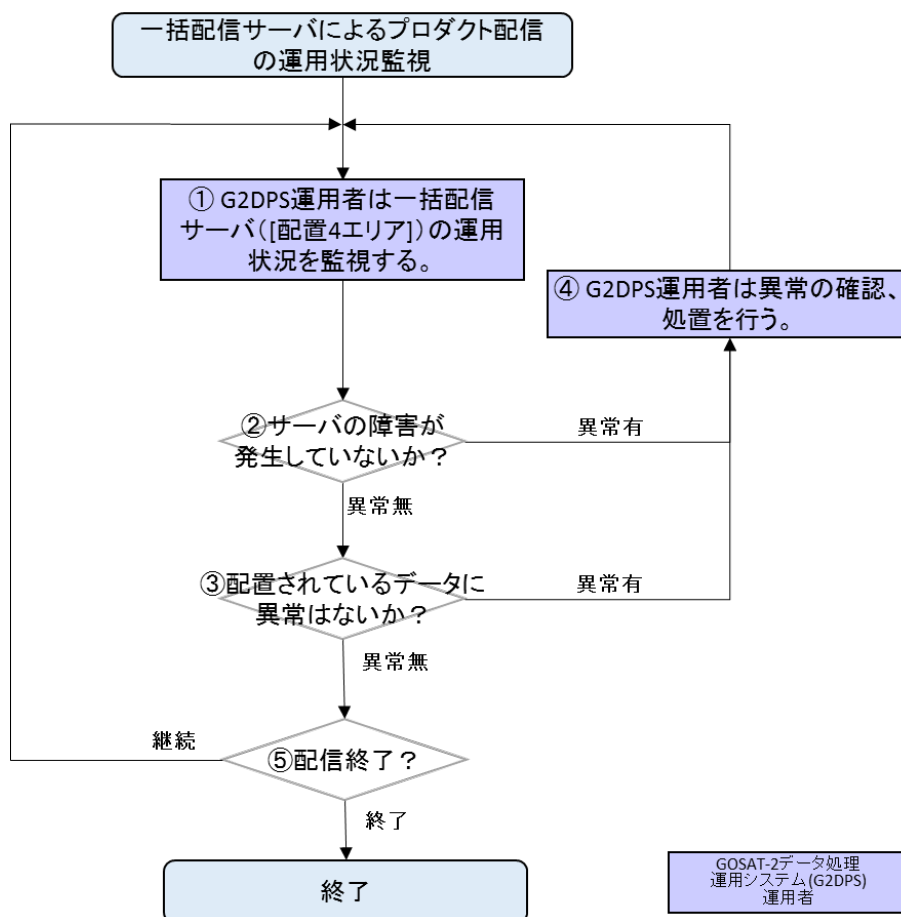 一括配信サーバによるプロダクト配信
の運用状況監視
① G2DPS運用者は一括配信
サーバ（[配置4エリア]）の運用
状況を監視する。
④ G2DPS運用者は異常の確認、
処置を行う。
②サーバの障害が
発生していないか？
異常有
異常無
③配置されているデータに
異常はないか？
異常有
異常無
継続
⑤配信終了？
終了
終了
GOSAT-2データ処理
運用システム(G2DPS)
運用者